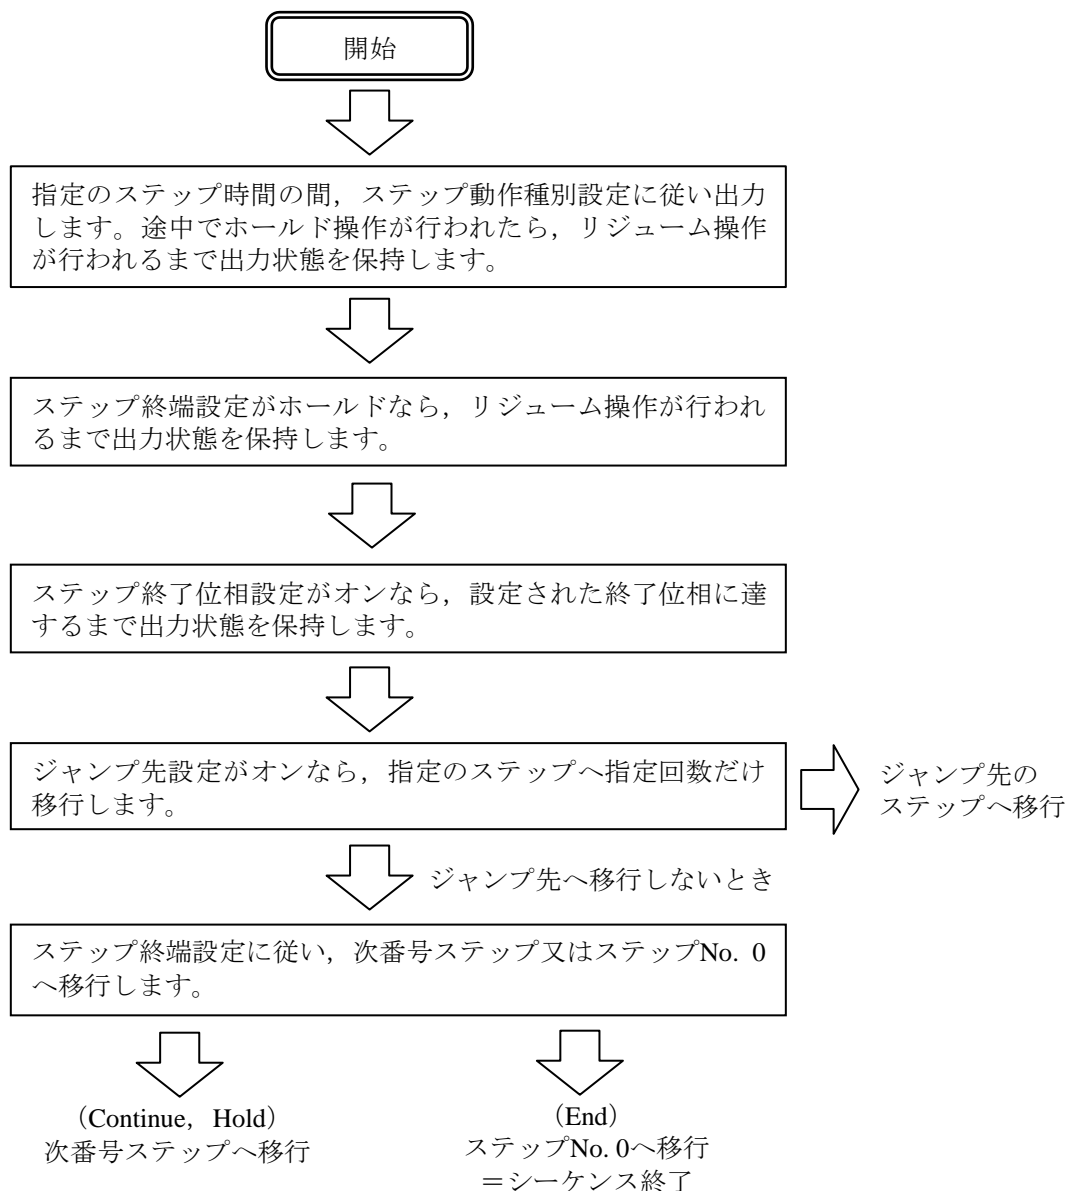 開始
指定のステップ時間の間，ステップ動作種別設定に従い出力
します。途中でホールド操作が行われたら，リジューム操作
が行われるまで出力状態を保持します。
ステップ終端設定がホールドなら，リジューム操作が行われ
るまで出力状態を保持します。
ステップ終了位相設定がオンなら，設定された終了位相に達
するまで出力状態を保持します。
ジャンプ先設定がオンなら，指定のステップへ指定回数だけ
移行します。
ジャンプ先の
ステップへ移行
ジャンプ先へ移行しないとき
ステップ終端設定に従い，次番号ステップ又はステップNo. 0
へ移行します。
（Continue，Hold）
次番号ステップへ移行
（End）
ステップNo. 0へ移行
＝シーケンス終了